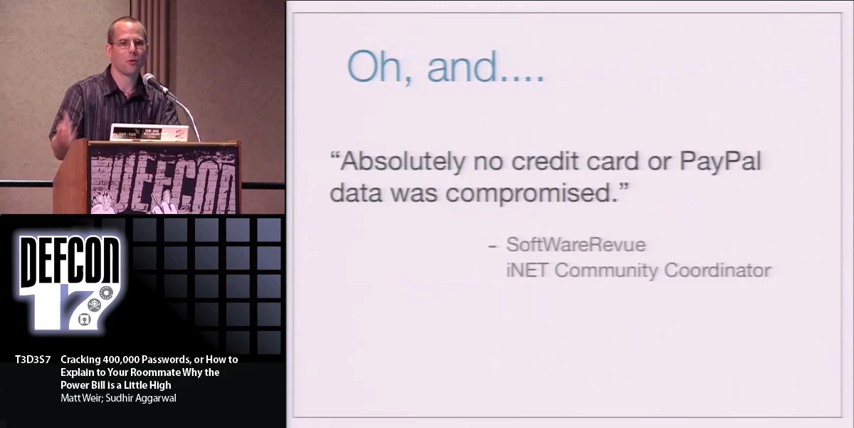 DEFCON
DEFCON
17
T3D3S7 Cracking 400,000 Passwords, or How to
Explain to Your Roommate Why the
Power Bill is a Little High
Matt Weir; Sudhir Aggarwal
Oh, and....
“Absolutely no credit card or PayPal
data was compromised.”
– SoftWareRevue
iNET Community Coordinator